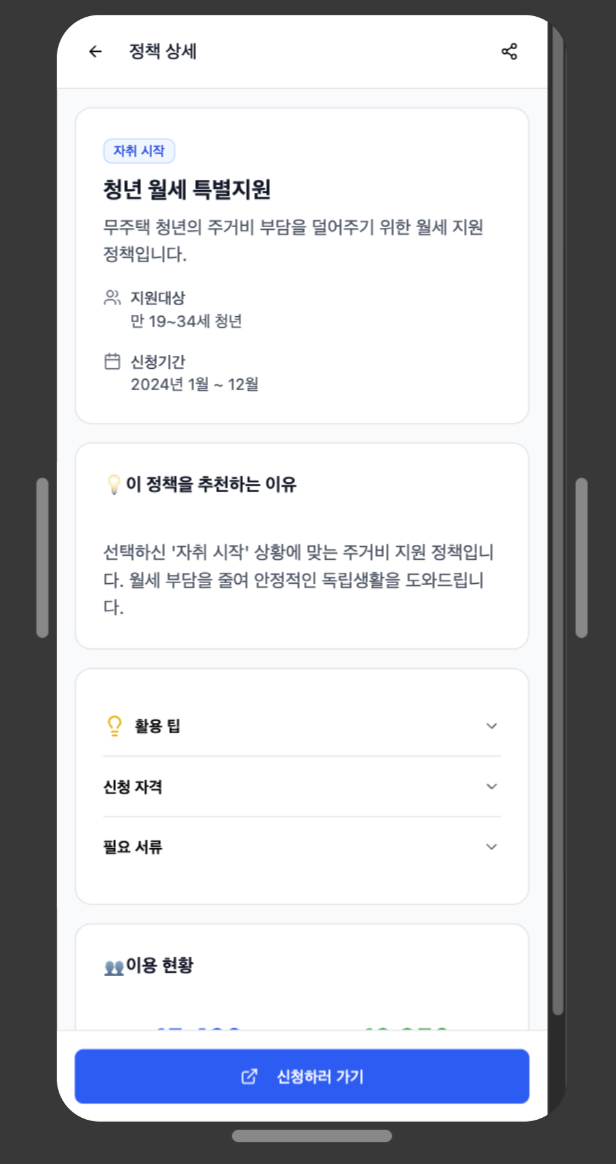 정책 상세
자취 시작
청년 월세 특별지원
무주택 청년의 주거비 부담을 덜어주기 위한 월세 지원
정책입니다.
지원대상
만 19~34세 청년
신청기간
2024년 1월 ~ 12월
이 정책을 추천하는 이유
선택하신 '자취 시작' 상황에 맞는 주거비 지원 정책입니
다. 월세 부담을 줄여 안정적인 독립생활을 도와드립니
다.
활용 팁
신청 자격
필요 서류
이용 현황
신청하러 가기